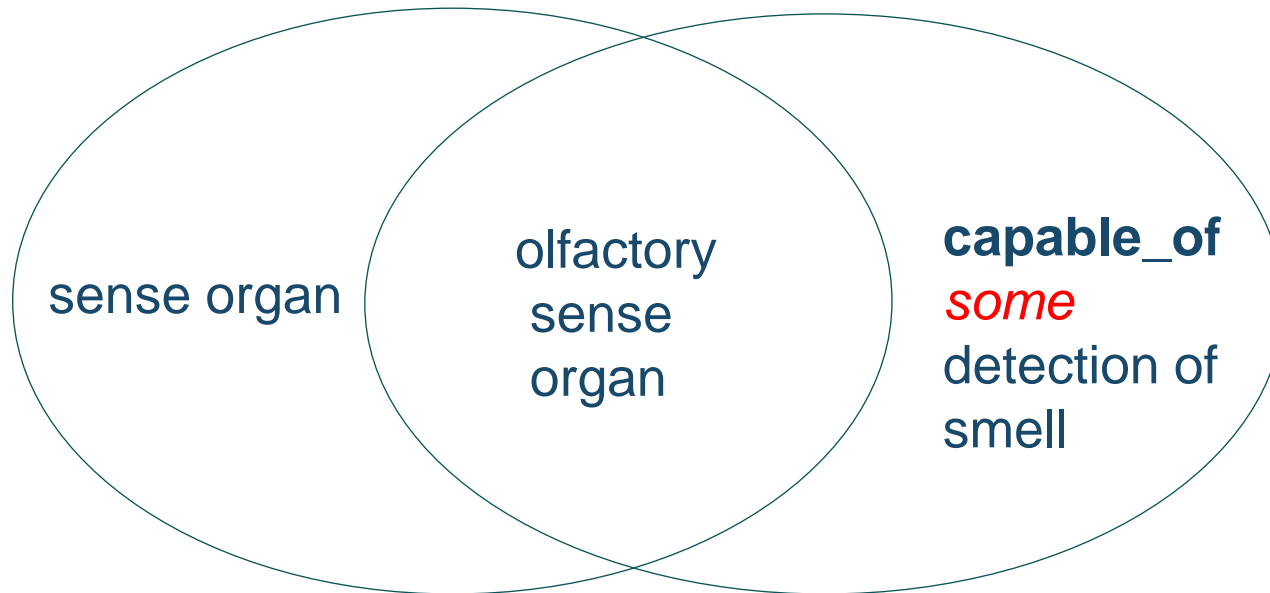 sense organ
olfactory
sense
organ
capable_of
some
detection of
smell